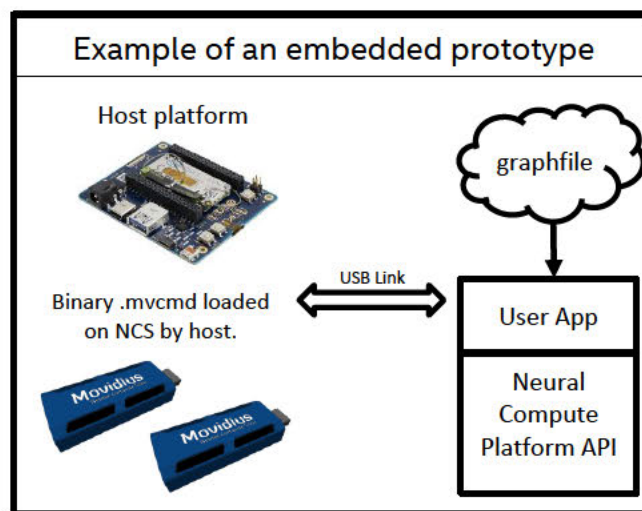 Example of an embedded prototype
Host platform
graphfile
USB Link
Binary .mvcmd loaded
on NCS by host.
User App
Neural
Compute
Platform API
Movidius
Movidius